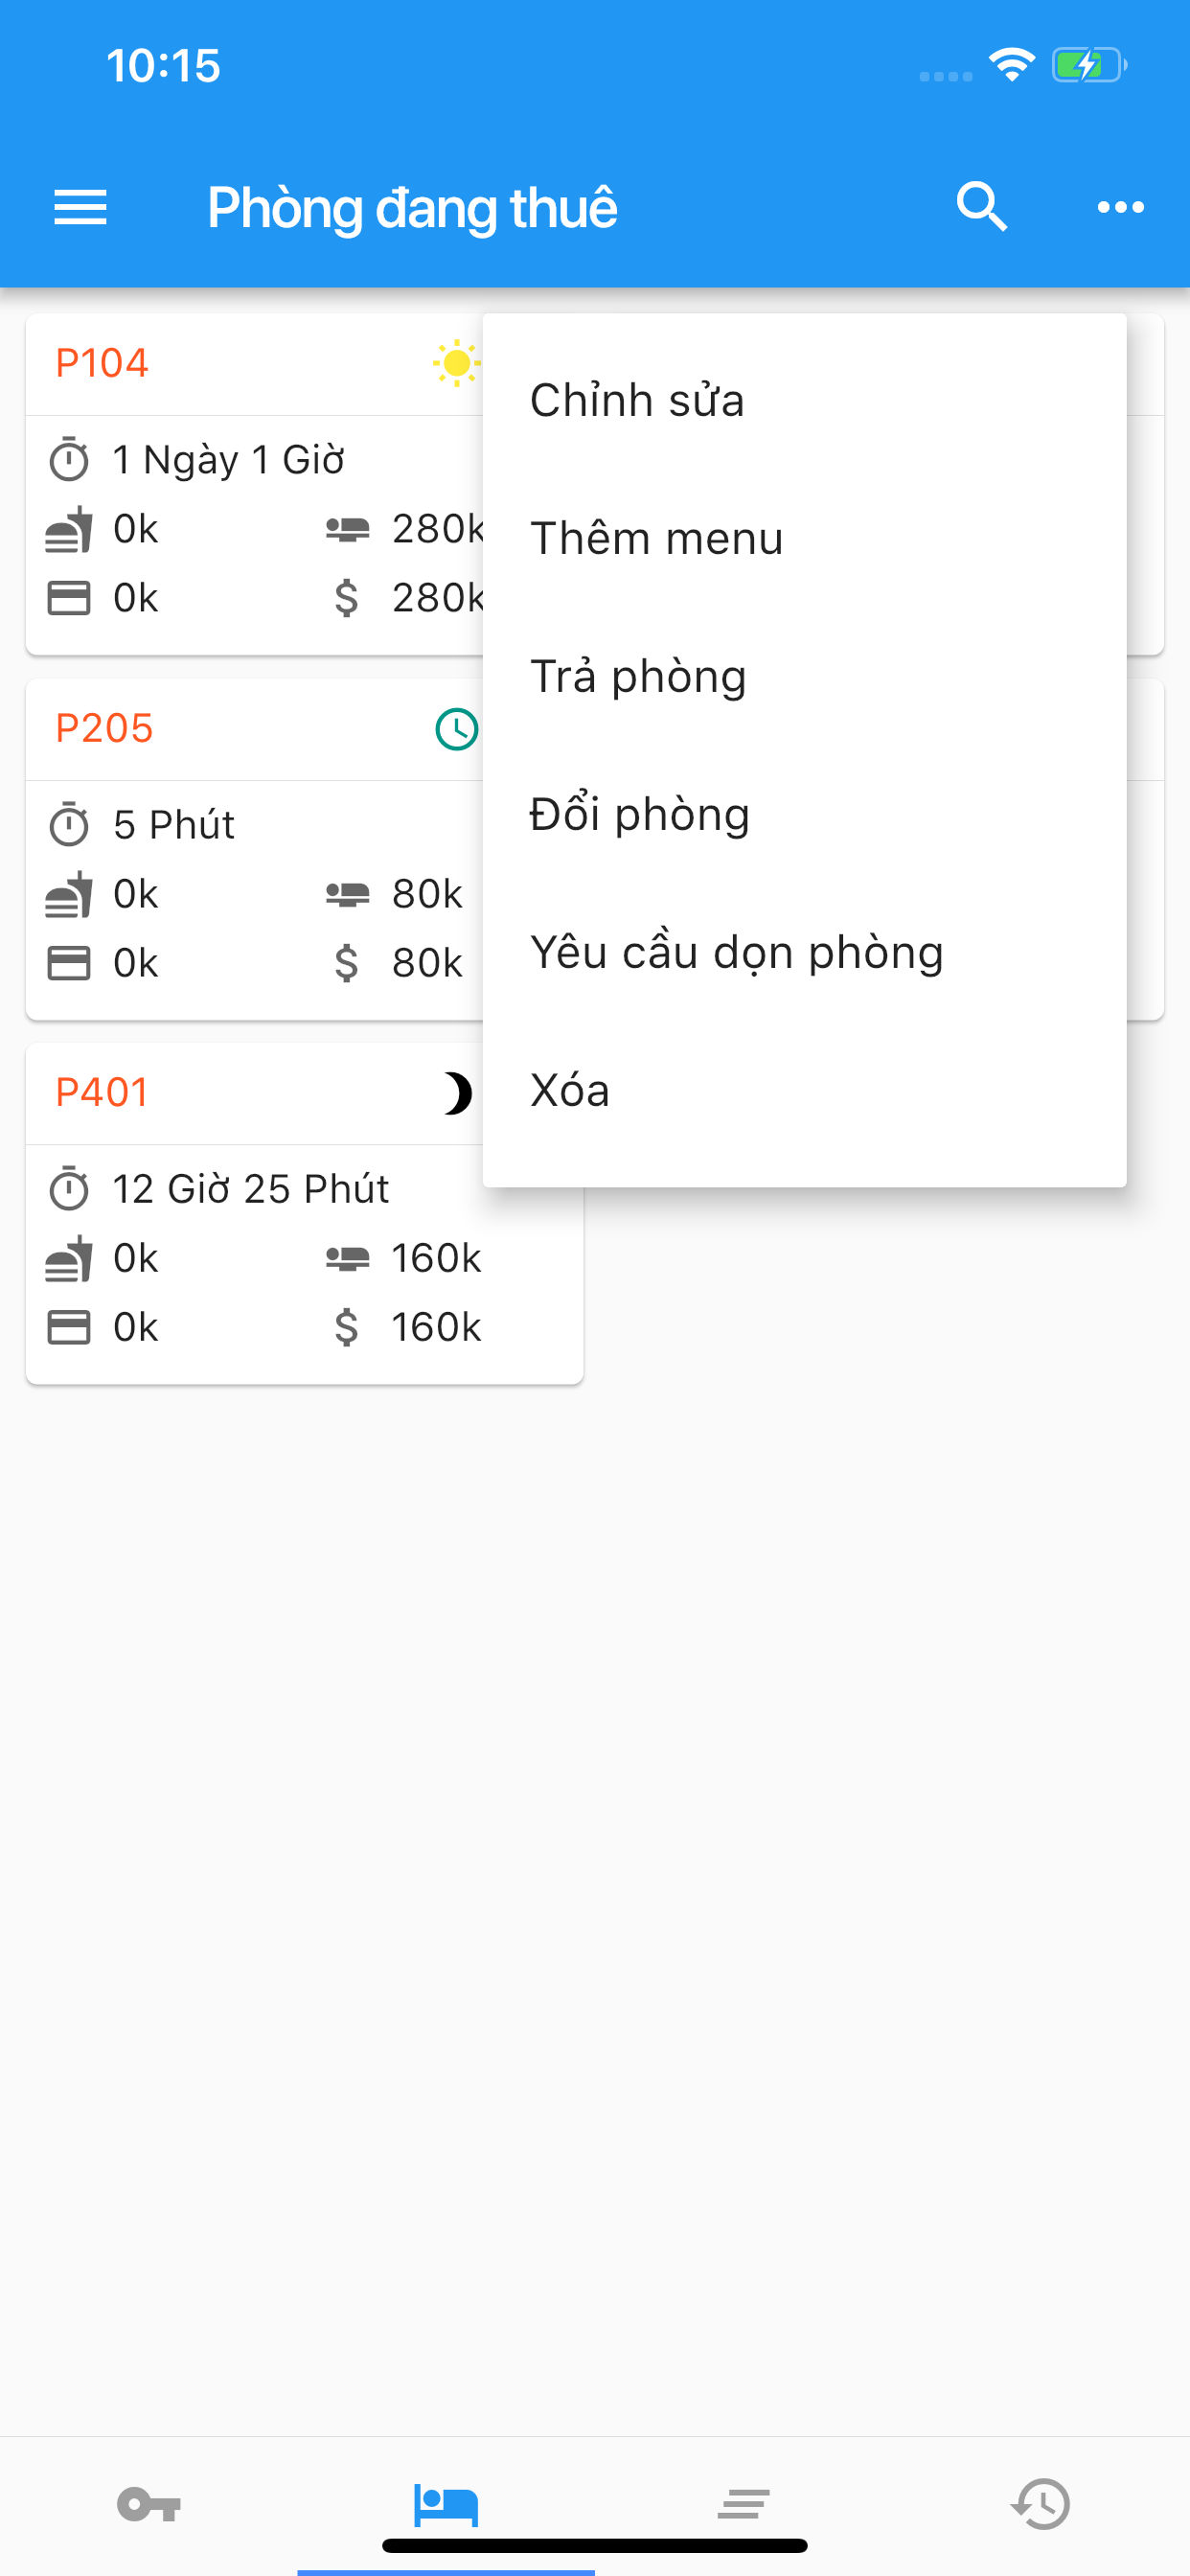 10:15
Phòng đang thuê
P104
1 Ngày 1 Giờ
0k 280k
0k $ 280k
P205
5 Phút
0k 80k
0k $ 80k
P401
12 Giờ 25 Phút
0k 160k
0k $ 160k
Chỉnh sửa
Thêm menu
Trả phòng
Đổi phòng
Yêu cầu dọn phòng
Xóa